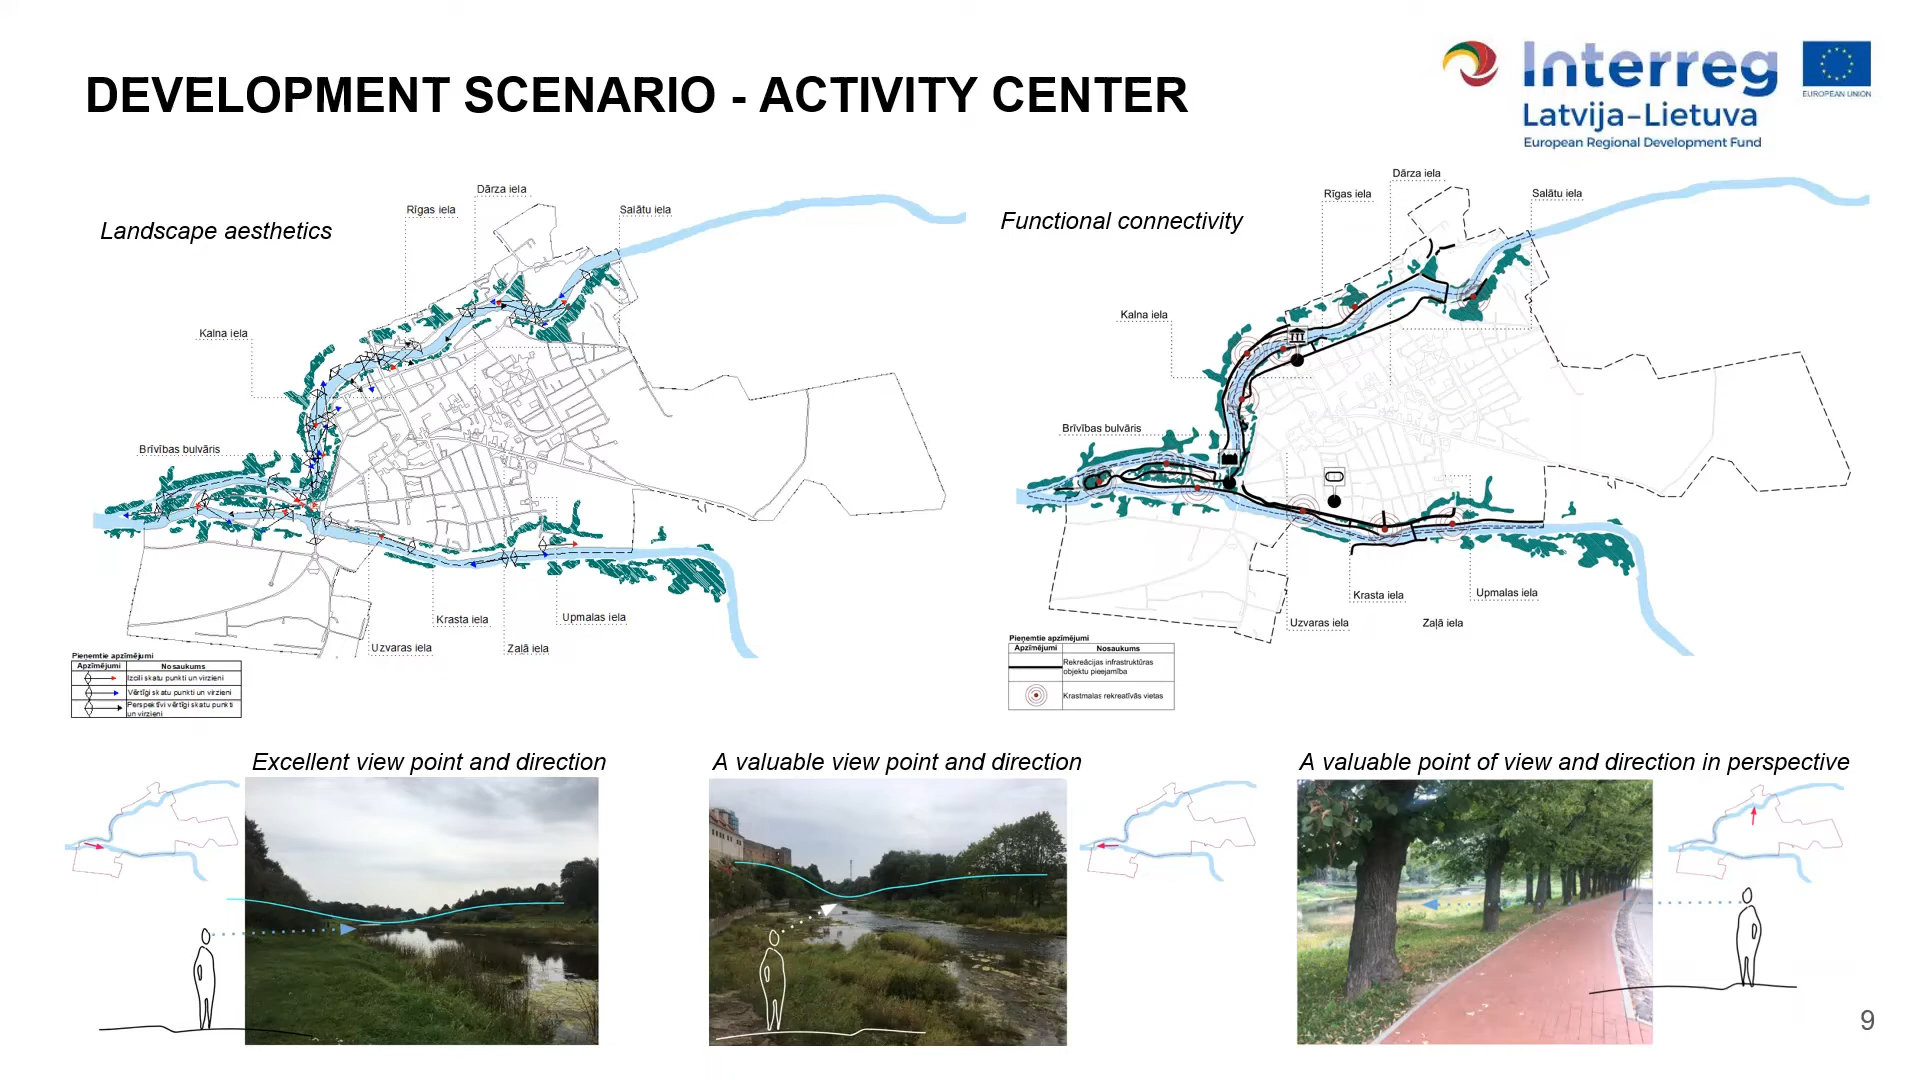 DEVELOPMENT SCENARIO - ACTIVITY CENTER
Interreg
EUROPEAN UNION
Latvija-Lietuva
European Regional Development Fund
Landscape aesthetics
Dārza iela
Rīgas iela
Salātu iela
Kalna iela
Brīvības bulvāris
Krasta iela
Upmalas iela
Uzvaras iela
Zaļā iela
Pieņemtie apzīmējumi
Apzīmējumi
Nosaukums
Izcili skatu punkti un virzieni
Vērtīgi skatu punkti un virzieni
Perspektīvi vērtīgi skatu punkti
un virzieni
Functional connectivity
Dārza iela
Rīgas iela
Salātu iela
Kalna iela
Brīvības bulvāris
Krasta iela
Upmalas iela
Uzvaras iela
Zaļā iela
Pieņemtie apzīmējumi
Apzīmējumi
Nosaukums
Rekreācijas infrastruktūras
objektu pieejamība
Krastmalas rekreatīvās vietas
Excellent view point and direction
A valuable view point and direction
A valuable point of view and direction in perspective
9